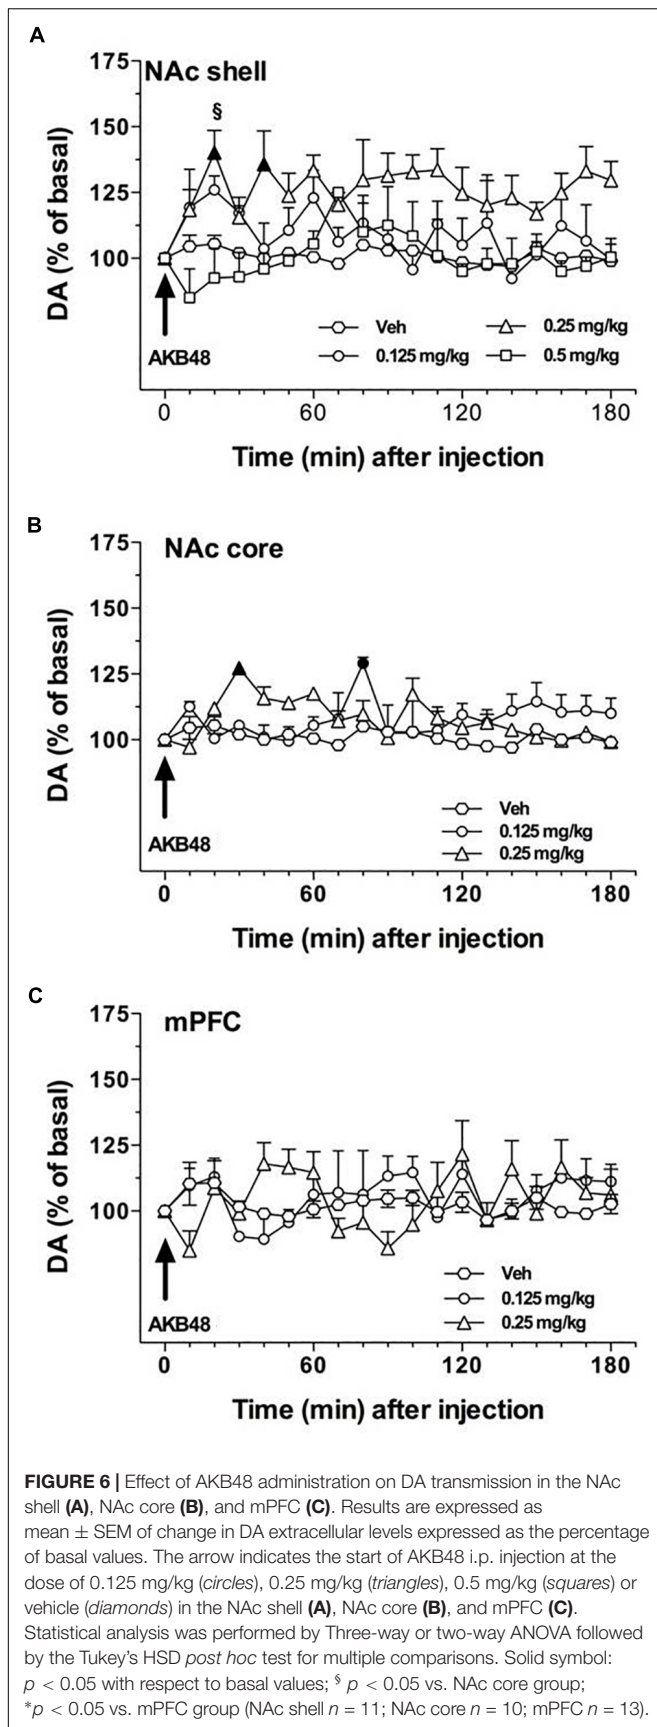 A
NAc shell
§
DA (% of basal)
175
150
125
100
AKB48
Veh
0.125 mg/kg
0.25 mg/kg
0.5 mg/kg
0 60 120 180
Time (min) after injection
B
NAc core
DA (% of basal)
175
150
125
100
AKB48
Veh
0.125 mg/kg
0.25 mg/kg
0 60 120 180
Time (min) after injection
C
mPFC
DA (% of basal)
175
150
125
100
AKB48
Veh
0.125 mg/kg
0.25 mg/kg
0 60 120 180
Time (min) after injection
FIGURE 6 | Effect of AKB48 administration on DA transmission in the NAc
shell (A), NAc core (B), and mPFC (C). Results are expressed as
mean ± SEM of change in DA extracellular levels expressed as the percentage
of basal values. The arrow indicates the start of AKB48 i.p. injection at the
dose of 0.125 mg/kg (circles), 0.25 mg/kg (triangles), 0.5 mg/kg (squares) or
vehicle (diamonds) in the NAc shell (A), NAc core (B), and mPFC (C).
Statistical analysis was performed by Three-way or two-way ANOVA followed
by the Tukey's HSD post hoc test for multiple comparisons. Solid symbol:
p < 0.05 with respect to basal values; § p < 0.05 vs. NAc core group;
*p < 0.05 vs. mPFC group (NAc shell n = 11; NAc core n = 10; mPFC n = 13).